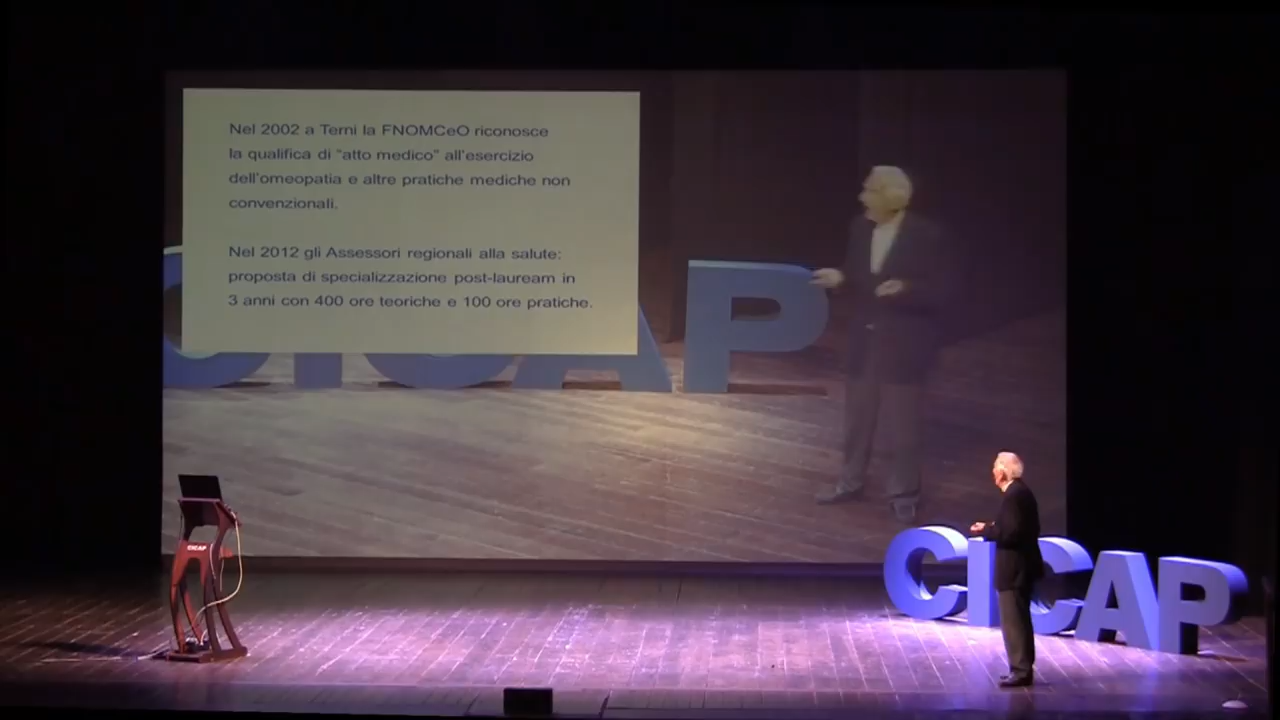 Nel 2002 a Terni la FNOMCeO riconosce
la qualifica di "atto medico" all'esercizio
dell'omeopatia e altre pratiche mediche non
convenzionali.
Nel 2012 gli Assessori regionali alla salute:
proposta di specializzazione post-lauream in
3 anni con 400 ore teoriche e 100 ore pratiche.
CICAP
CICAP
CICAP